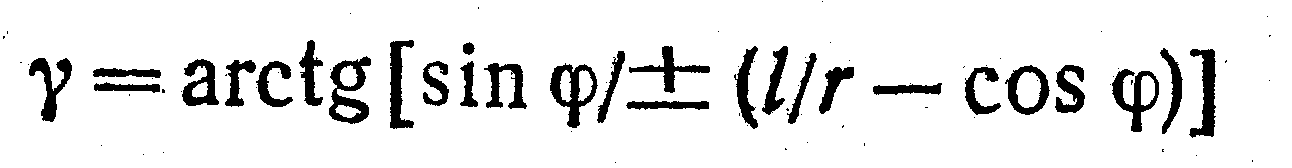 γ = arctg [sin φ/± (l/r — cos φ)]